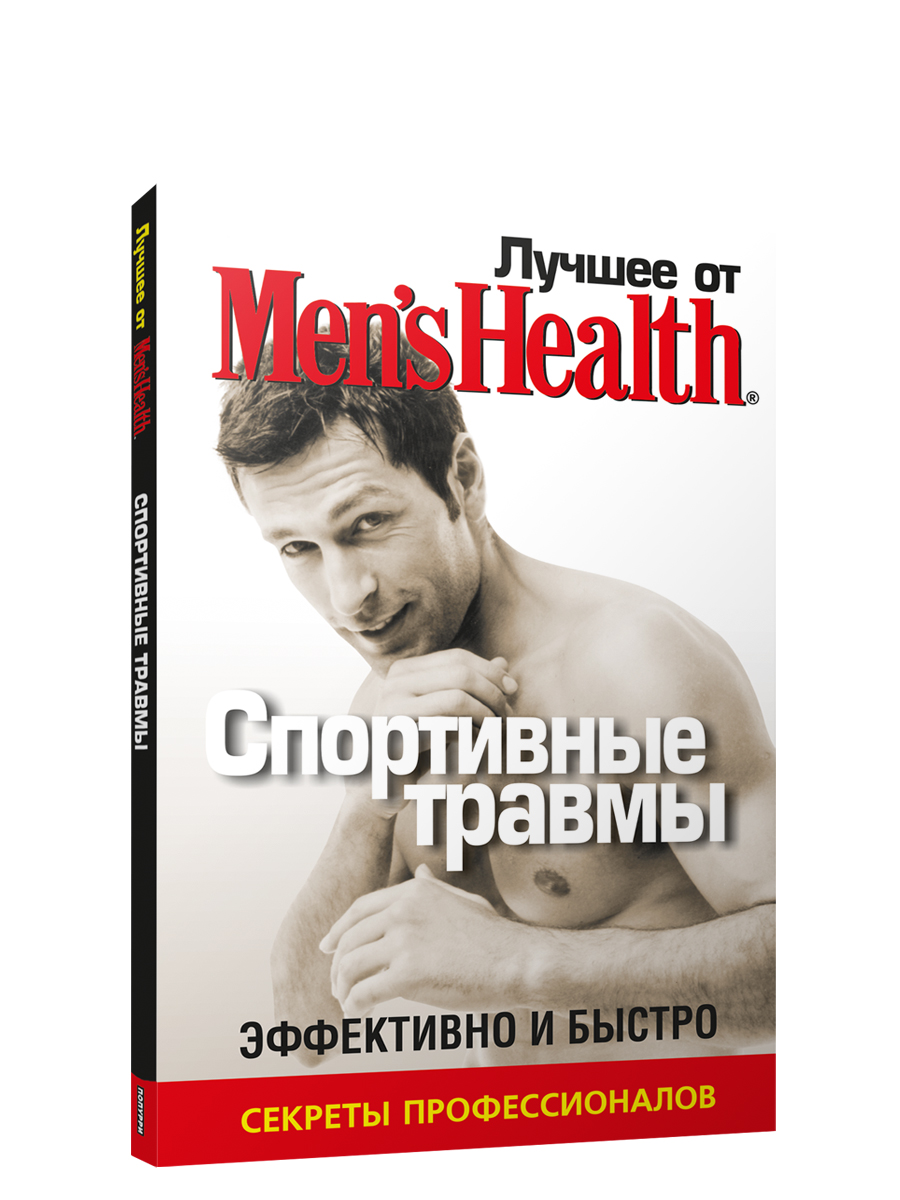 Лучшее от
Men'sHealth®
Спортивные
травмы
ЭФФЕКТИВНО И БЫСТРО
СЕКРЕТЫ ПРОФЕССИОНАЛОВ
Лучшее от Men'sHealth СПОРТИВНЫЕ ТРАВМЫ ПОПУРРИ